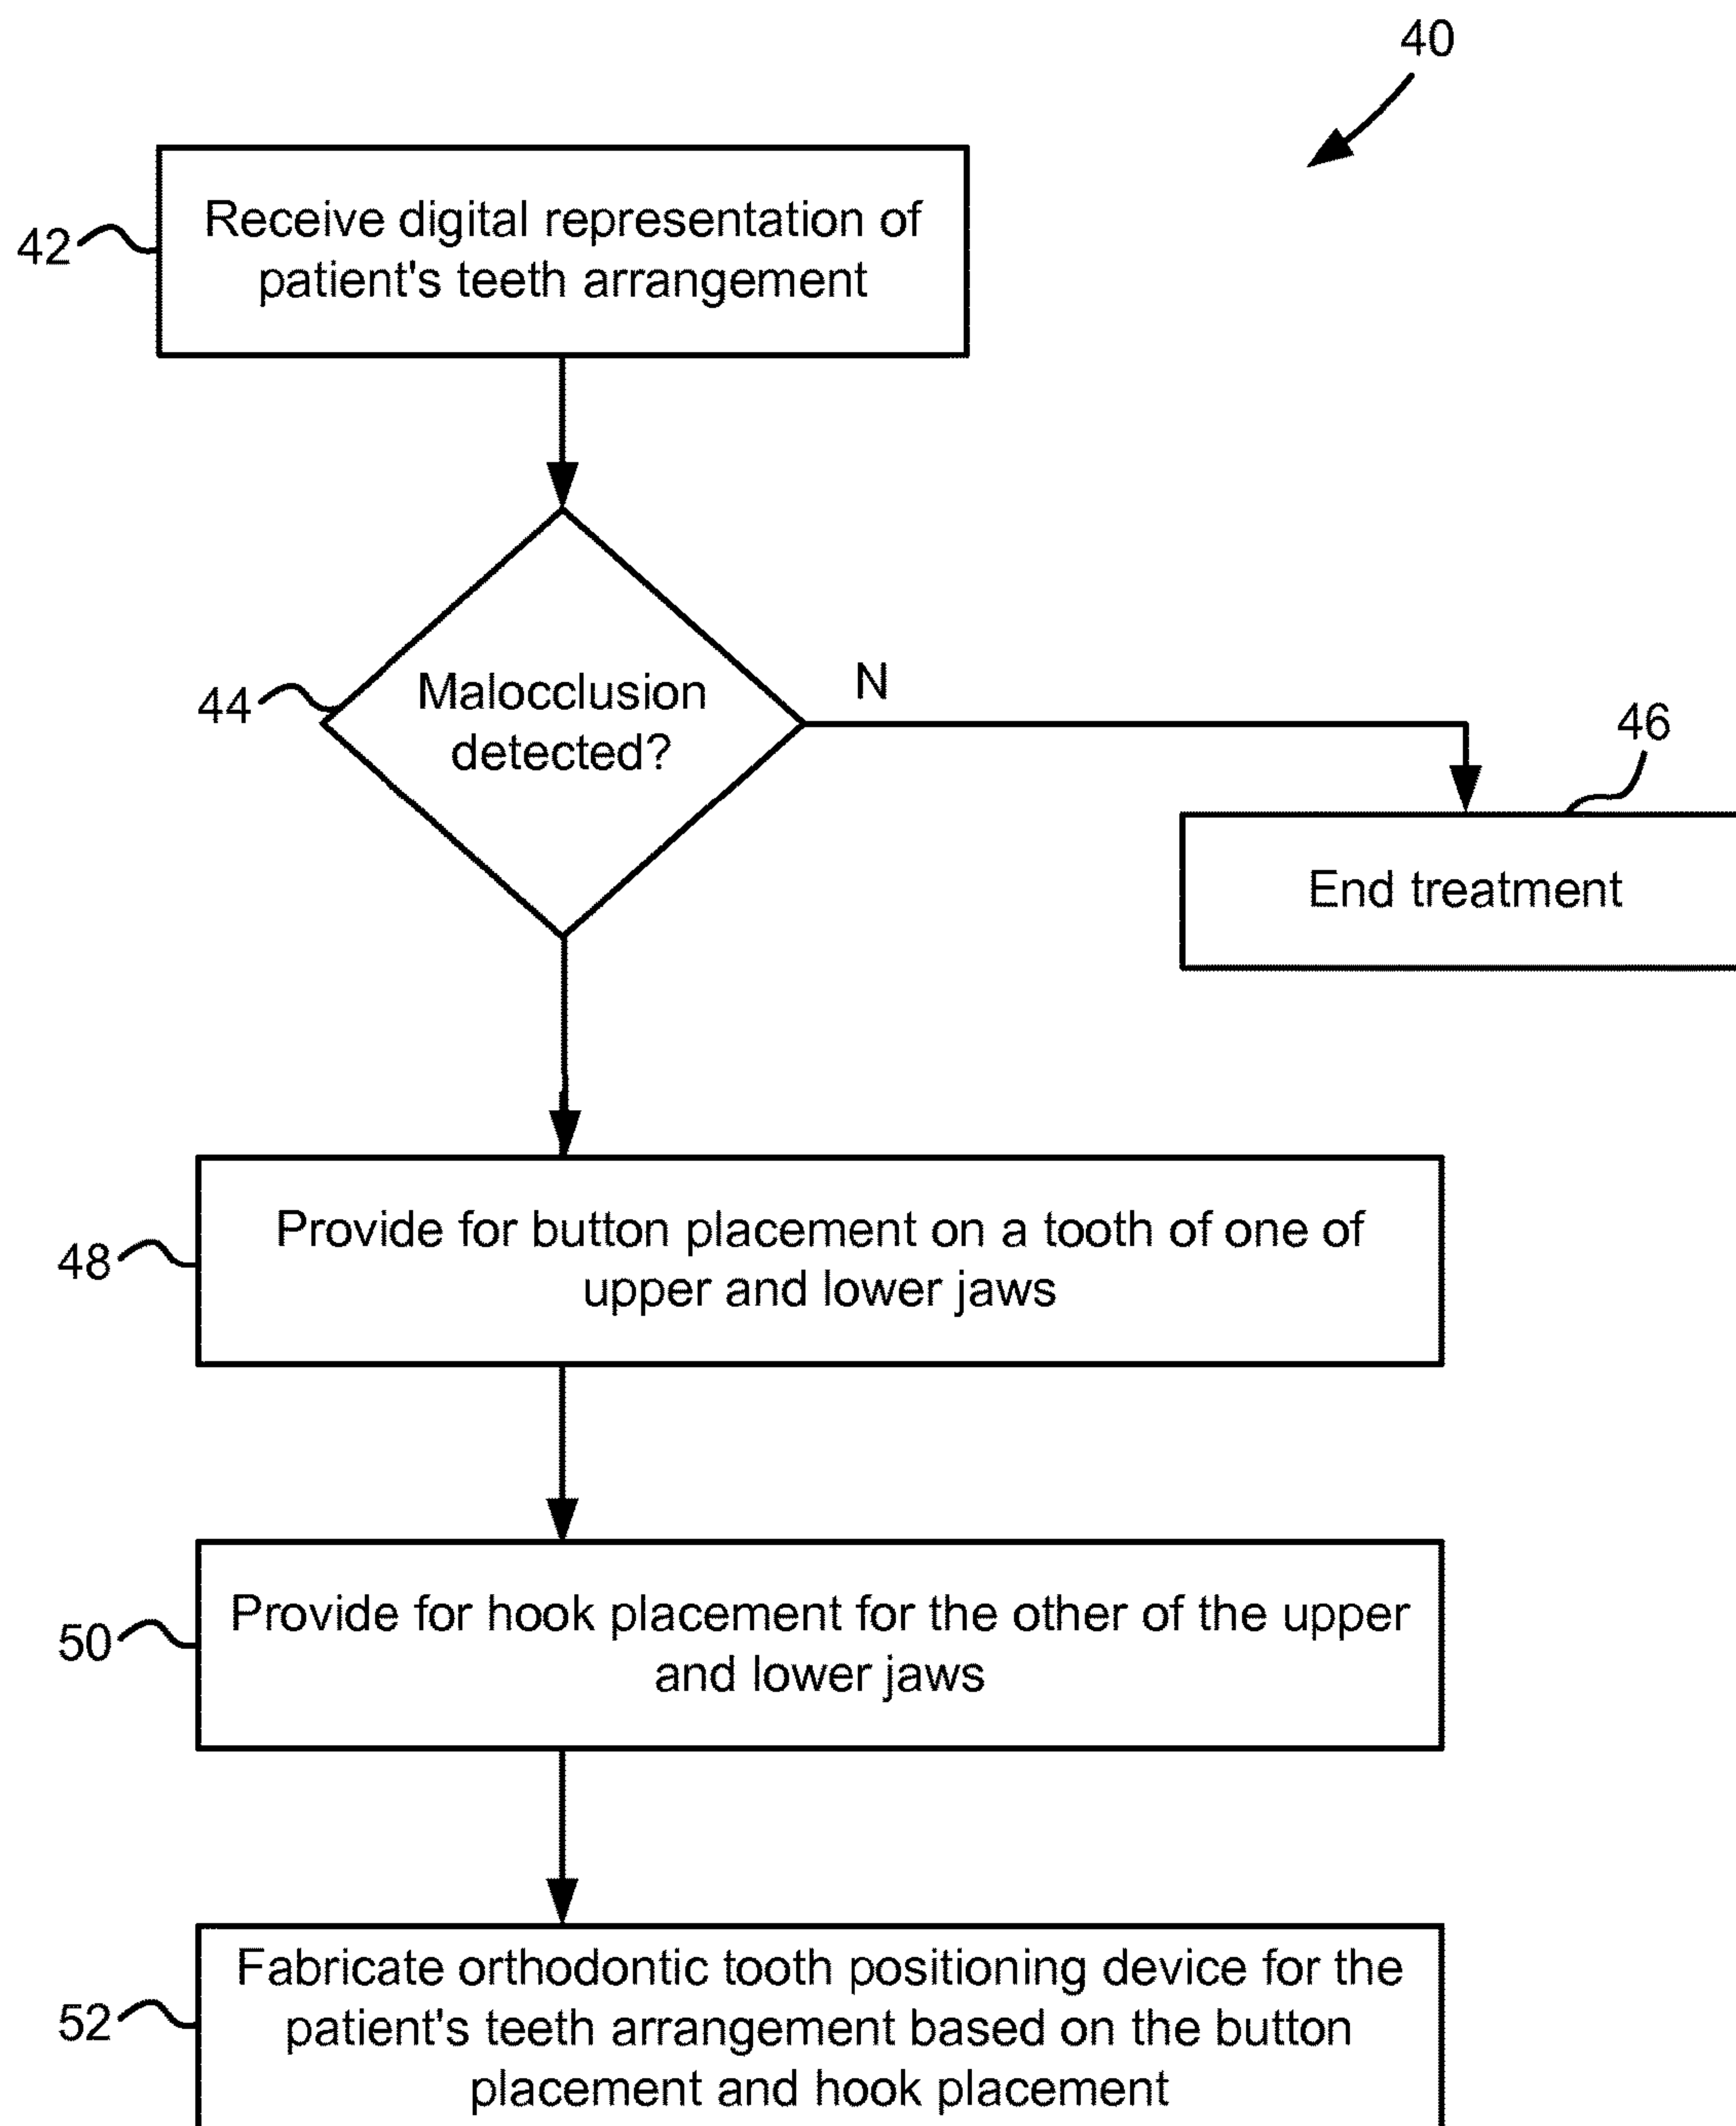 40
42
Receive digital representation of
patient's teeth arrangement
44
Malocclusion
detected?
N
46
End treatment
48
Provide for button placement on a tooth of one of
upper and lower jaws
50
Provide for hook placement for the other of the upper
and lower jaws
52
Fabricate orthodontic tooth positioning device for the
patient's teeth arrangement based on the button
placement and hook placement